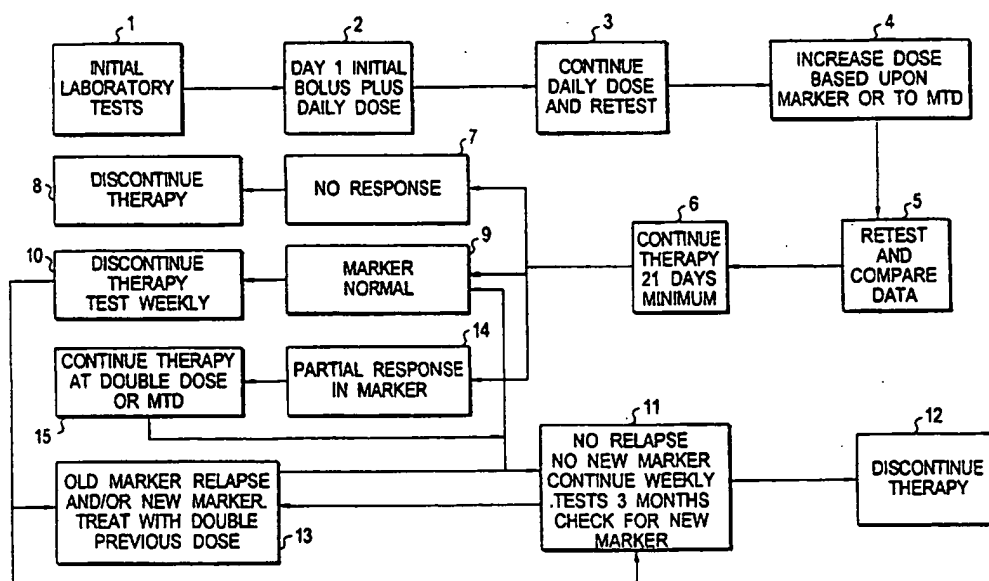 1
INITIAL
LABORATORY
TESTS
2
DAY 1 INITIAL
BOLUS PLUS
DAILY DOSE
3
CONTINUE
DAILY DOSE
AND RETEST
4
INCREASE DOSE
BASED UPON
MARKER OR TO MTD
8
DISCONTINUE
THERAPY
7
NO RESPONSE
6
CONTINUE
THERAPY
21 DAYS
MINIMUM
5
RETEST
AND
COMPARE
DATA
10
DISCONTINUE
THERAPY
TEST WEEKLY
9
MARKER
NORMAL
CONTINUE THERAPY
AT DOUBLE DOSE
OR MTD
15
14
PARTIAL RESPONSE
IN MARKER
OLD MARKER RELAPSE
AND/OR NEW MARKER.
TREAT WITH DOUBLE
PREVIOUS DOSE
13
11
NO RELAPSE
NO NEW MARKER
CONTINUE WEEKLY
.TESTS 3 MONTHS
CHECK FOR NEW
MARKER
12
DISCONTINUE
THERAPY